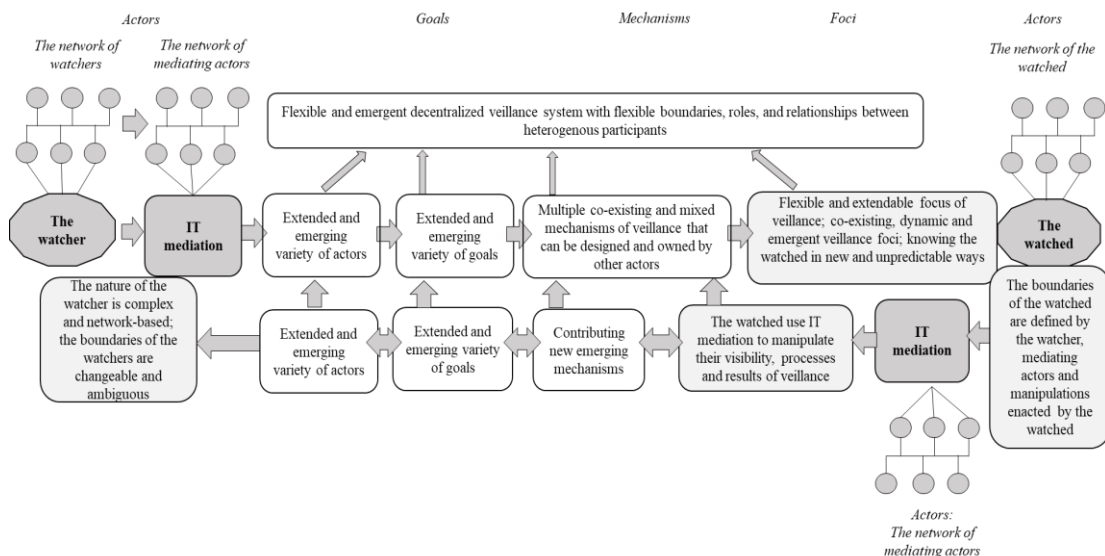 Actors
Goals
Mechanisms
Foci
Actors
The network of
watchers
The network of
mediating actors
The network of the
watched
Flexible and emergent decentralized veillance system with flexible boundaries, roles, and relationships between
heterogenous participants
The
watcher
IT
mediation
Extended and
emerging
variety of actors
Extended and
emerging
variety of goals
Multiple co-existing and mixed
mechanisms of veillance that
can be designed and owned by
other actors
Flexible and extendable focus of
veillance; co-existing, dynamic and
emergent veillance foci; knowing the
watched in new and unpredictable ways
The
watched
The nature of the
watcher is complex
and network-based;
the boundaries of the
watchers are
changeable and
ambiguous
Extended and
emerging
variety of actors
Extended and
emerging variety
of goals
Contributing
new emerging
mechanisms
The watched use IT
mediation to manipulate
their visibility, processes
and results of veillance
IT
mediation
The boundaries
of the watched
are defined by
the watcher,
mediating
actors and
manipulations
enacted by the
watched
Actors:
The network of
mediating actors